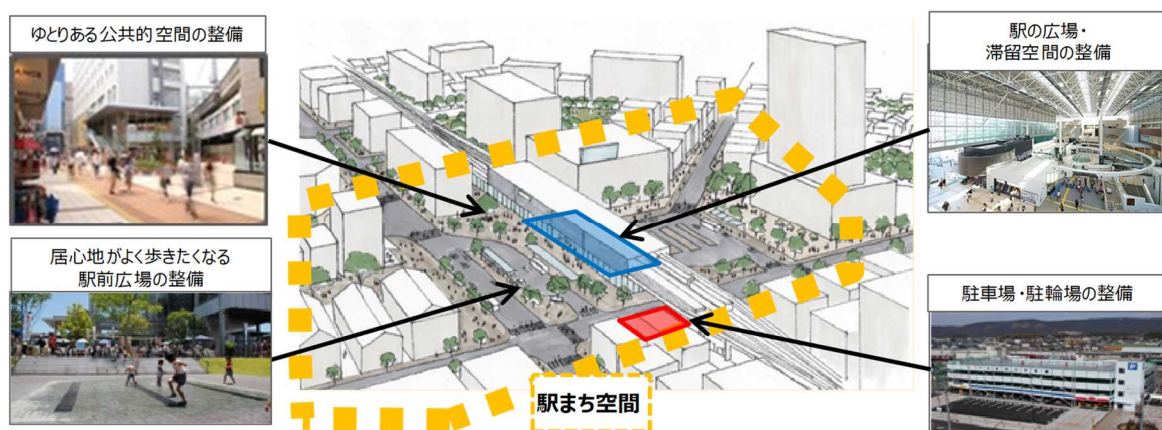 ゆとりある公共的空間の整備
駅の広場・
滞留空間の整備
居心地がよく歩きたくなる
駅前広場の整備
駐車場・駐輪場の整備
駅まち空間
P